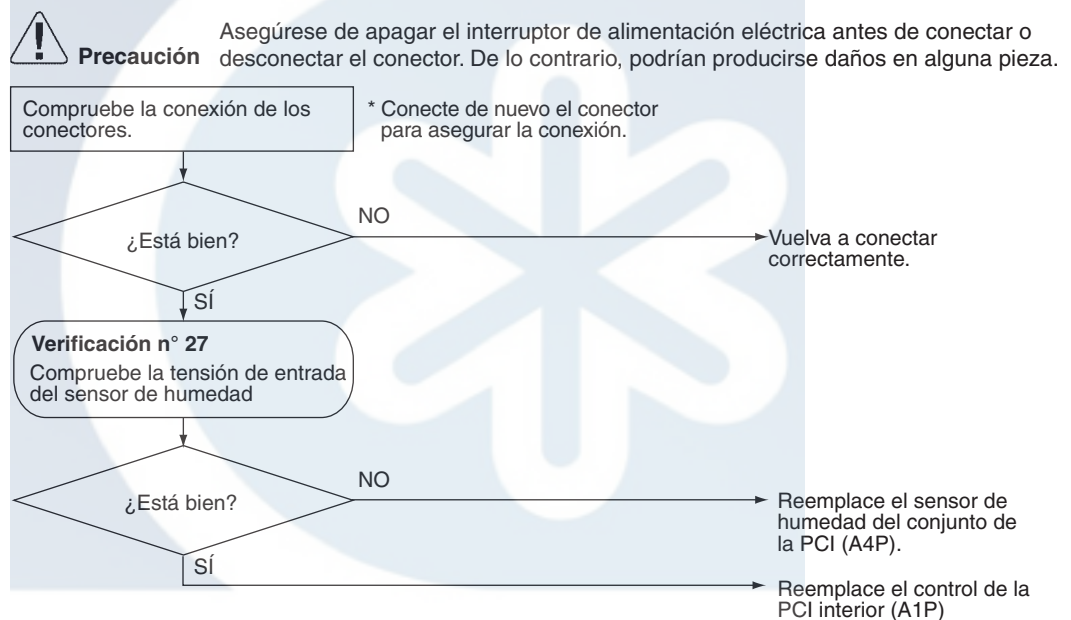 Precaución
Asegúrese de apagar el interruptor de alimentación eléctrica antes de conectar o
desconectar el conector. De lo contrario, podrían producirse daños en alguna pieza.
Compruebe la conexión de los
conectores.
* Conecte de nuevo el conector
para asegurar la conexión.
¿Está bien?
NO
Vuelva a conectar
correctamente.
SÍ
Verificación n° 27
Compruebe la tensión de entrada
del sensor de humedad
¿Está bien?
NO
Reemplace el sensor de
humedad del conjunto de
la PCI (A4P).
SÍ
Reemplace el control de la
PCI interior (A1P)